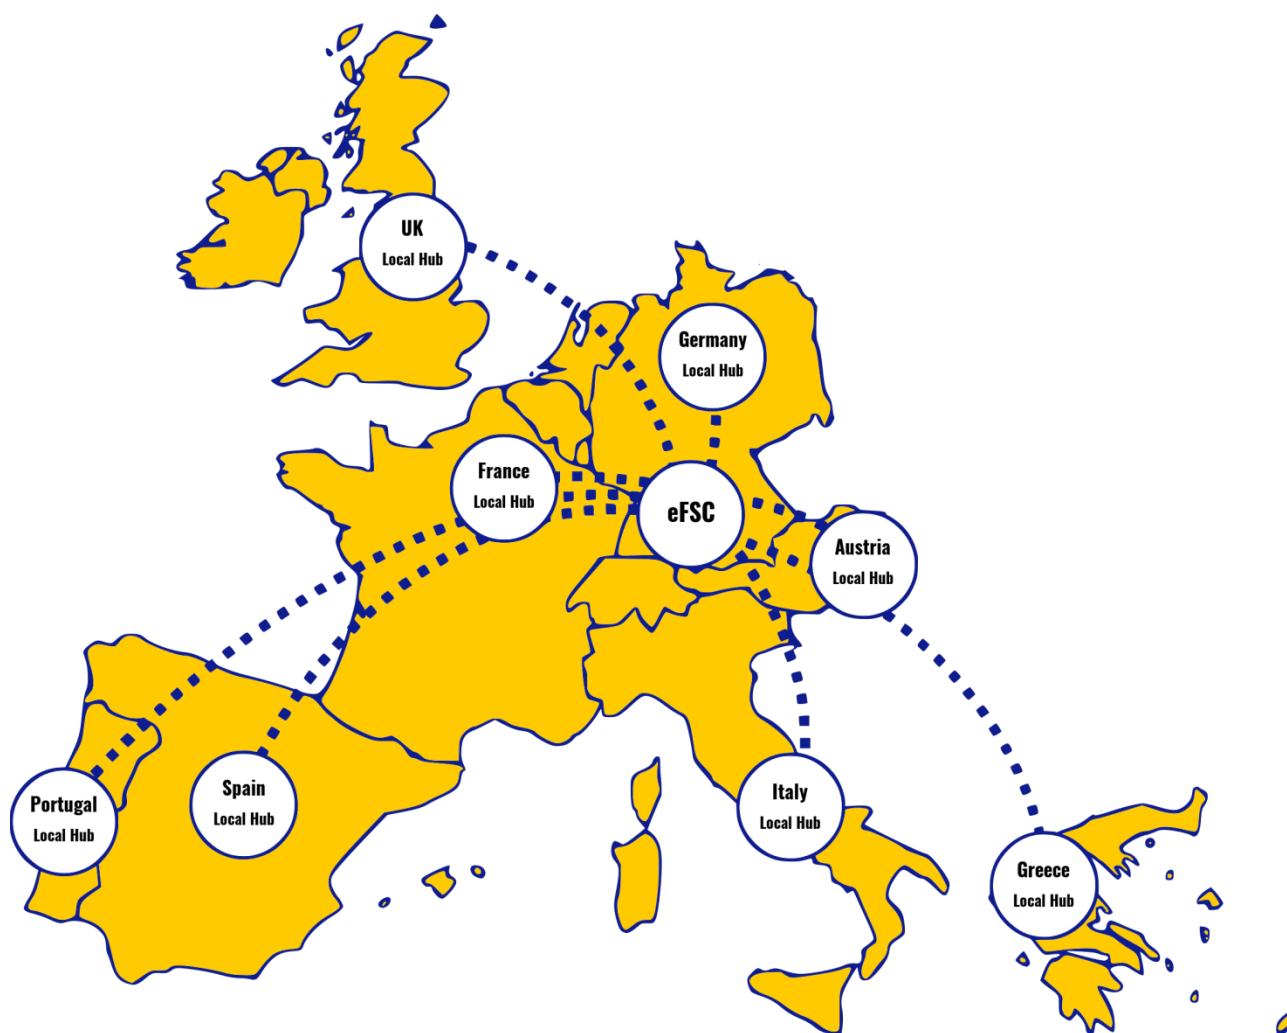 UK
Local Hub
Germany
Local Hub
France
Local Hub
eFSC
Austria
Local Hub
Portugal
Local Hub
Spain
Local Hub
Italy
Local Hub
Greece
Local Hub